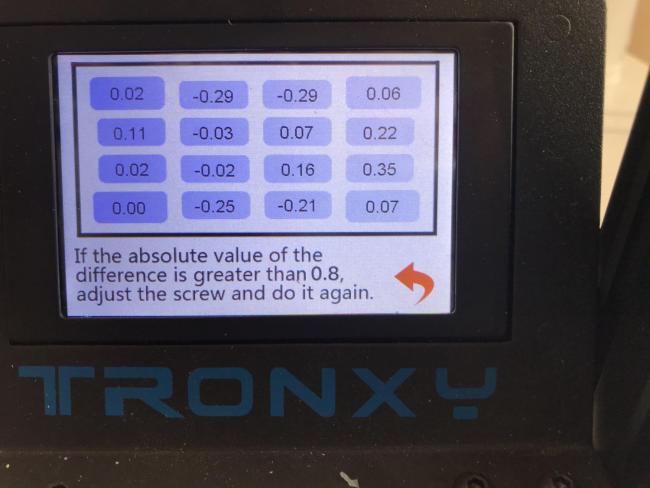 0.02 -0.29 -0.29 0.06
0.11 -0.03 0.07 0.22
0.02 -0.02 0.16 0.35
0.00 -0.25 -0.21 0.07
If the absolute value of the
difference is greater than 0.8,
adjust the screw and do it again.
TRONXY